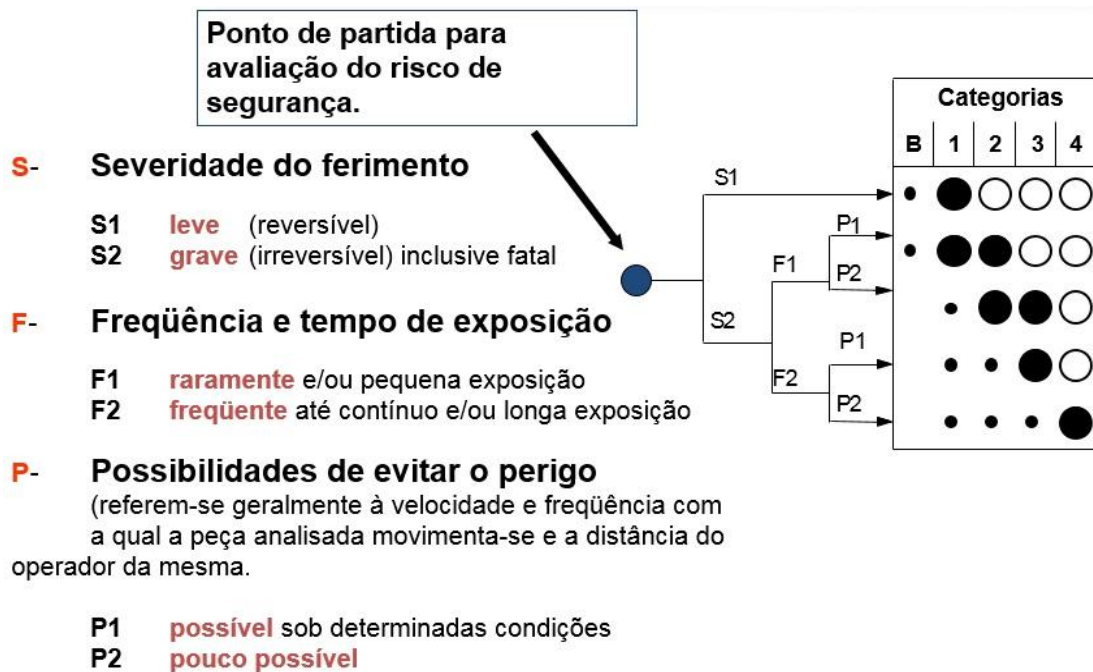 Ponto de partida para
avaliação do risco de
segurança.
S- Severidade do ferimento
S1 leve (reversível)
S2 grave (irreversível) inclusive fatal
F- Freqüência e tempo de exposição
F1 raramente e/ou pequena exposição
F2 freqüente até contínuo e/ou longa exposição
P- Possibilidades de evitar o perigo
(referem-se geralmente à velocidade e freqüência com
a qual a peça analisada movimenta-se e a distância do
operador da mesma.
P1 possível sob determinadas condições
P2 pouco possível
Categorias
B 1 2 3 4
S1
P1
F1
P2
S2
P1
F2
P2